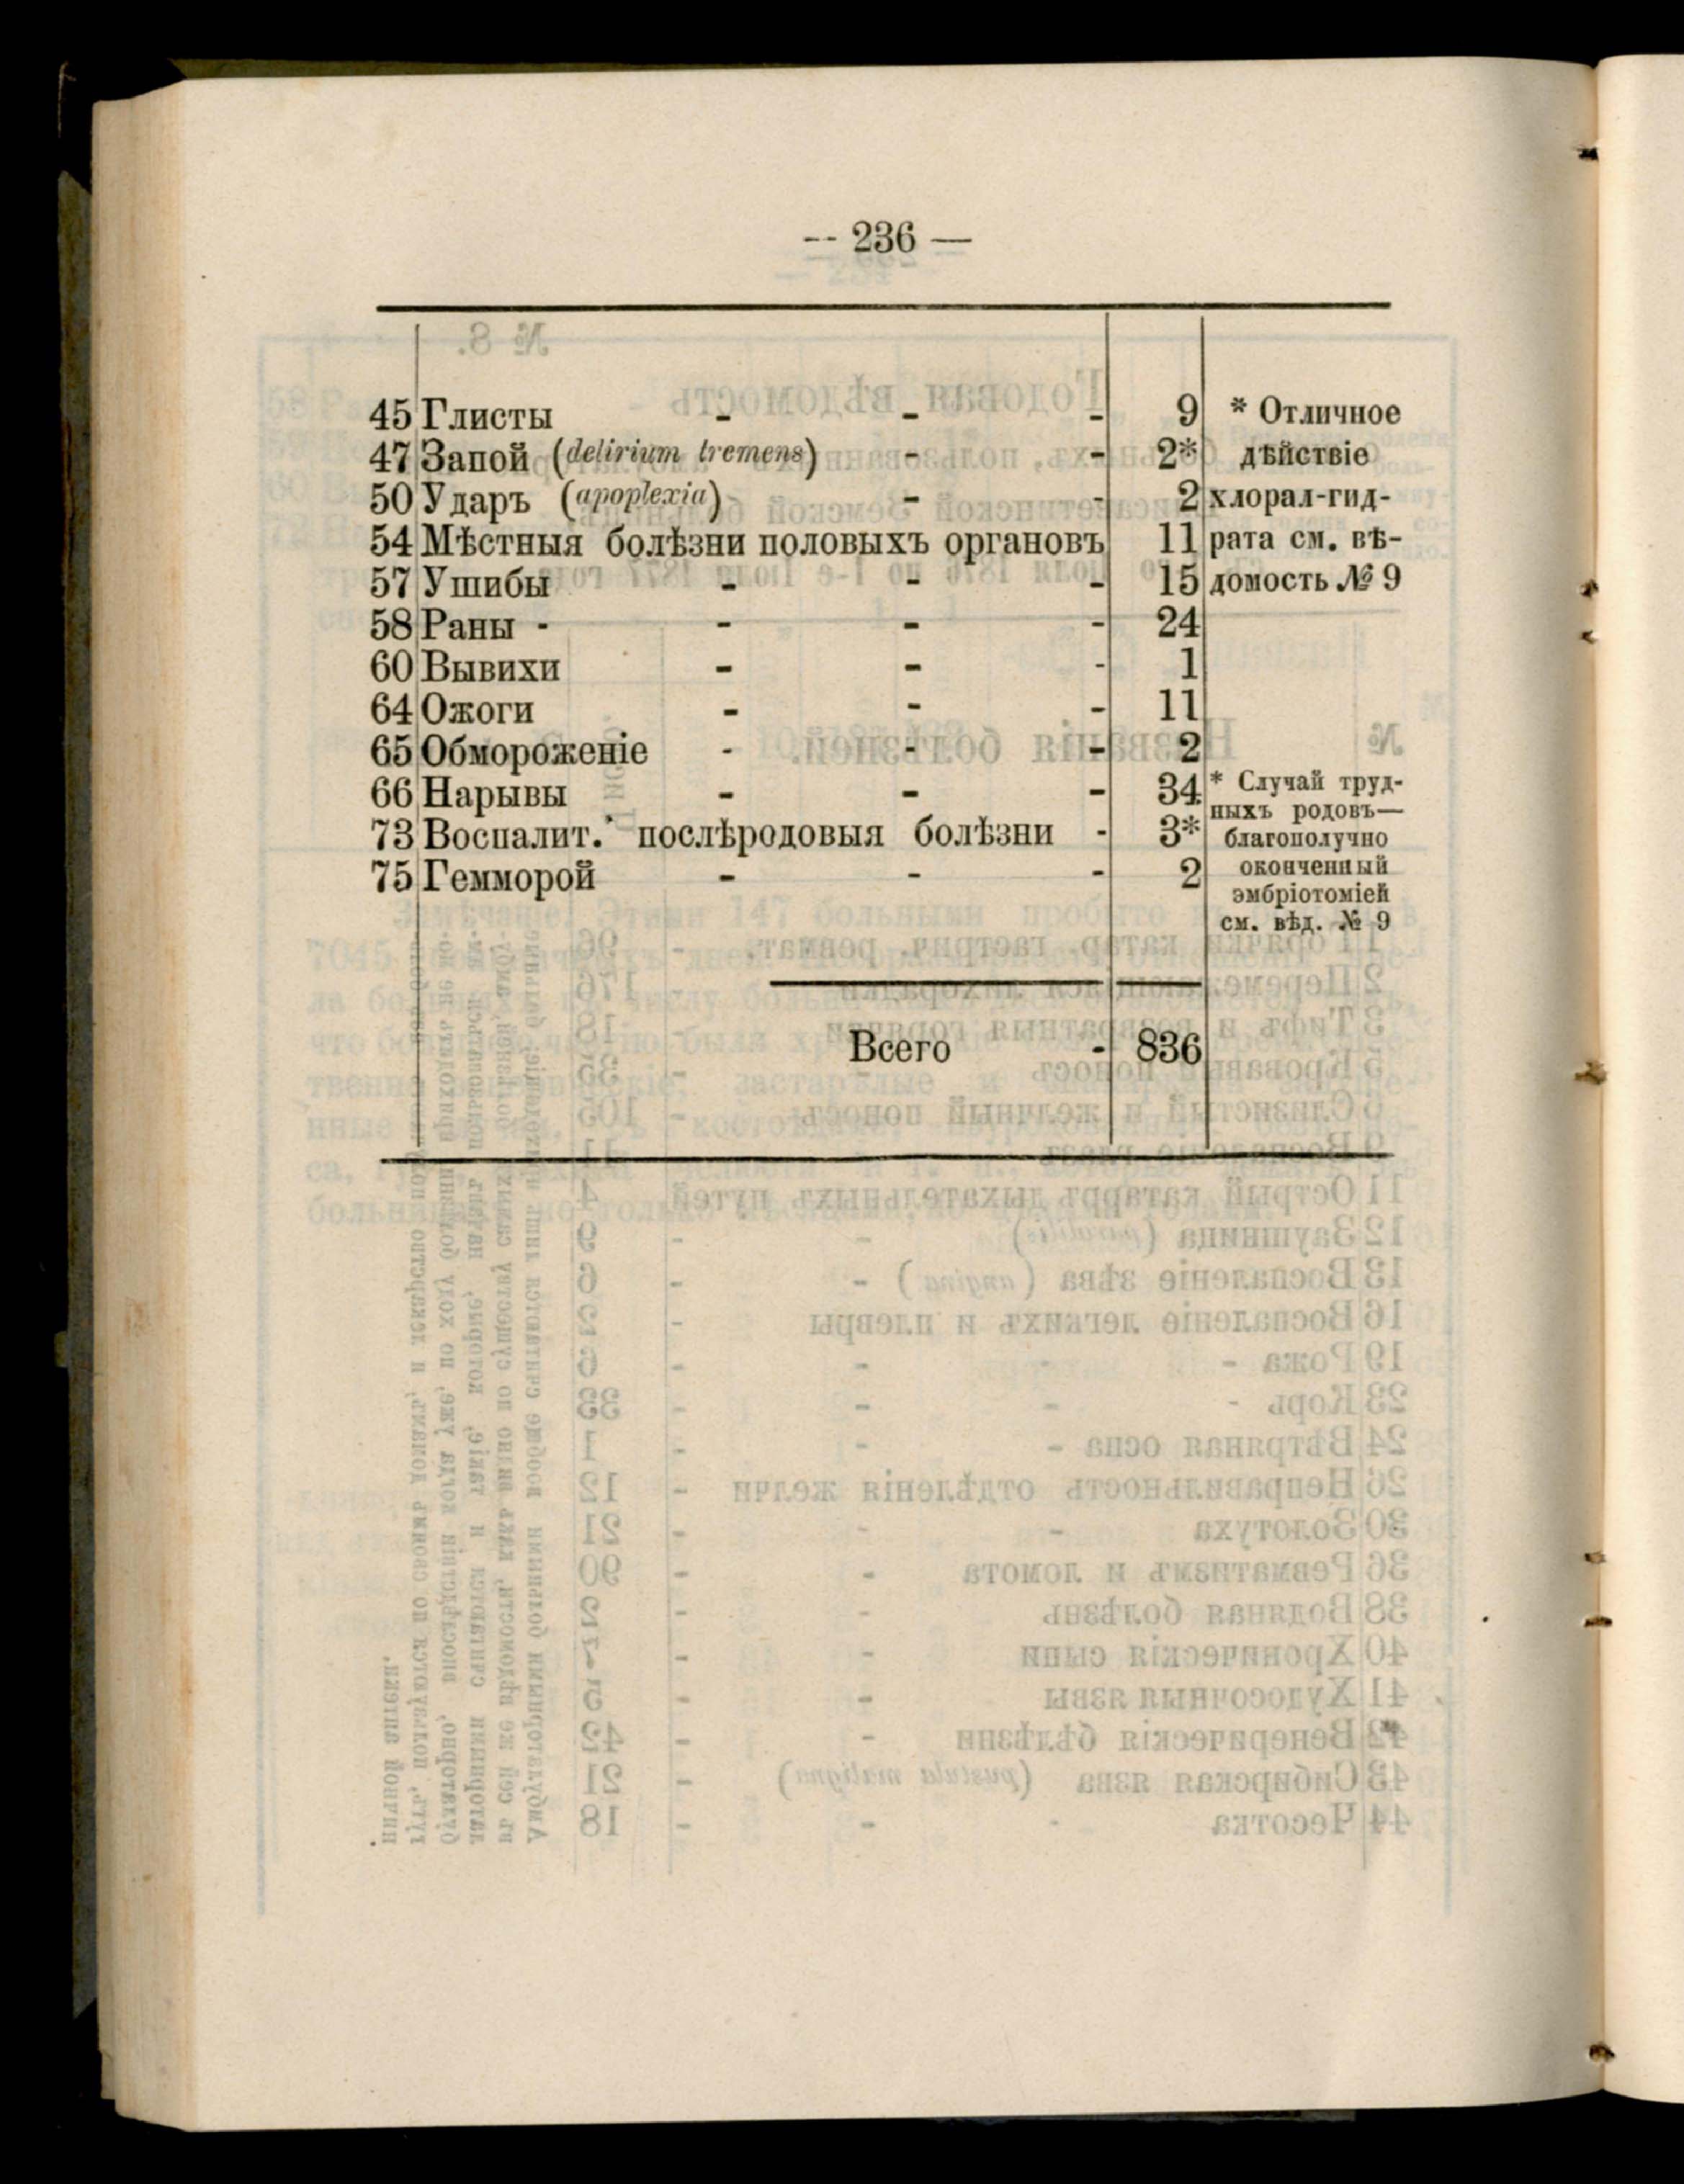 -- 236 —
45 Глисты - - - 9 * Отличное
47 Запой (delirium tremens) - - 2* дѣйствіе
50 Ударъ (apoplexia) - - 2 хлорал-гид-
54 Мѣстныя болѣзни половыхъ органовъ 11 рата см. вѣ-
57 Ушибы - - - 15 домость № 9
58 Раны - - - - 24
60 Вывихи - - - 1
64 Ожоги - - - 11
65 Обмороженіе - - - 2
66 Нарывы - - - 34 * Случай труд-
ныхъ родовъ—
73 Воспалит. послѣродовыя болѣзни - 3* благополучно
75 Гемморой - - - 2 оконченный
эмбріотоміей
см. вѣд. № 9
Всего - 836